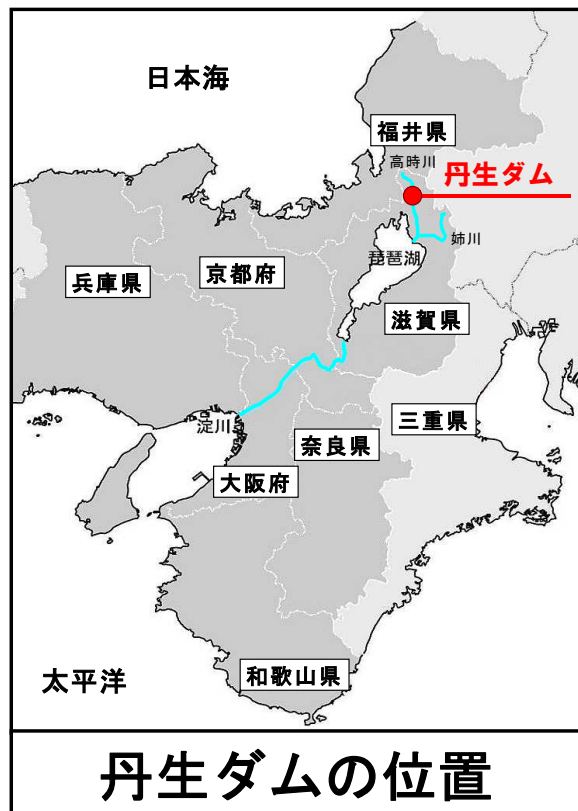 日本海
福井県
高時川
丹生ダム
姉川
琵琶湖
京都府
兵庫県
滋賀県
三重県
淀川
奈良県
大阪府
和歌山県
太平洋
丹生ダムの位置